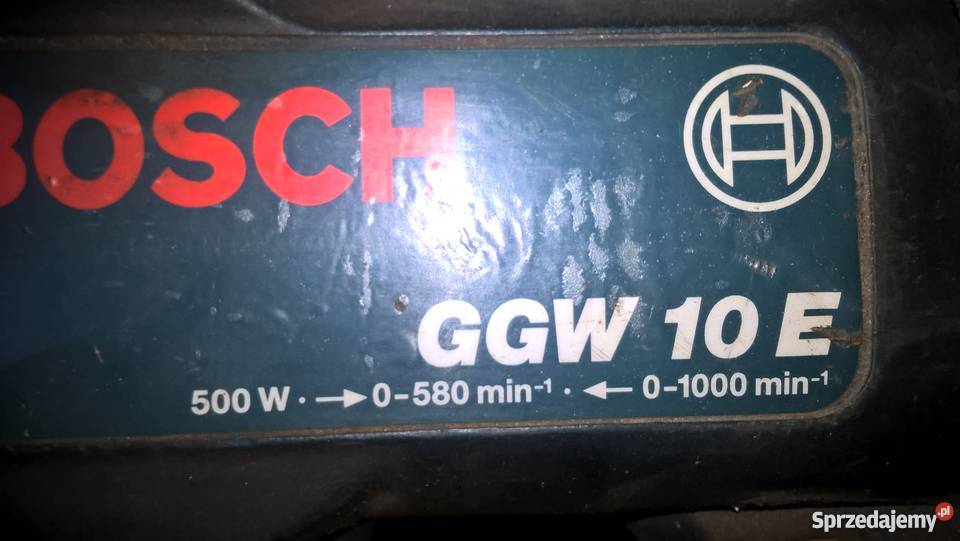 BOSCH
GGW 10 E
500 W · → 0-580 min⁻¹ · ← 0-1000 min⁻¹
Sprzedajemy.pl